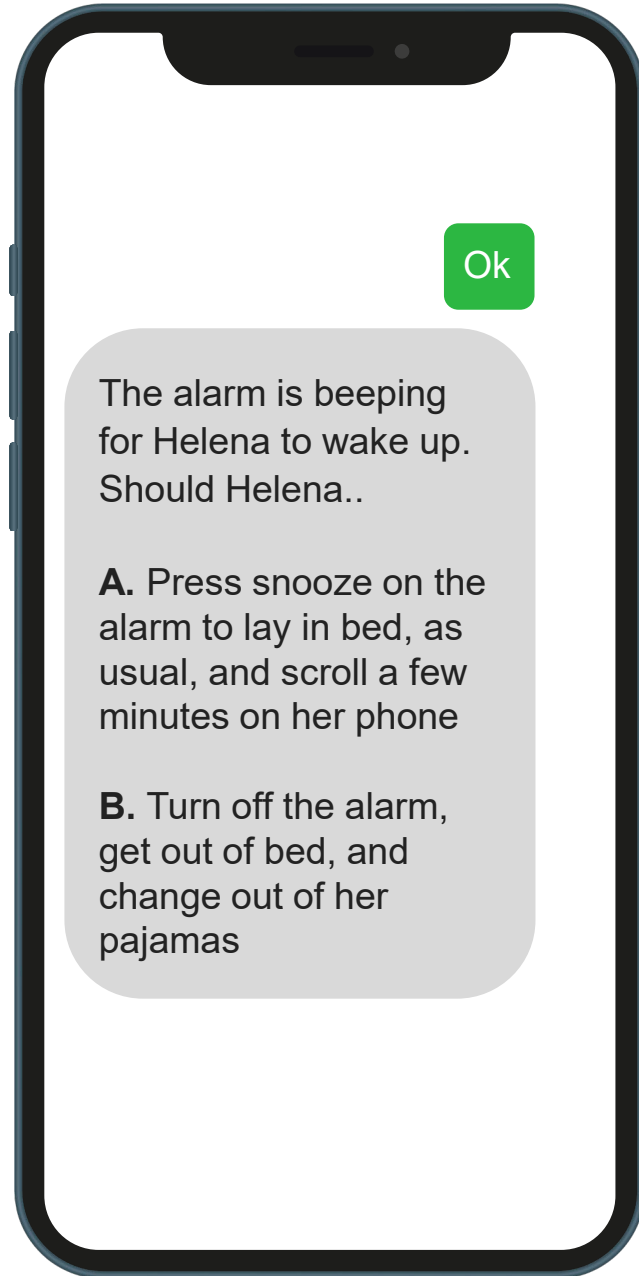 Ok
The alarm is beeping
for Helena to wake up.
Should Helena..
A. Press snooze on the
alarm to lay in bed, as
usual, and scroll a few
minutes on her phone
B. Turn off the alarm,
get out of bed, and
change out of her
pajamas